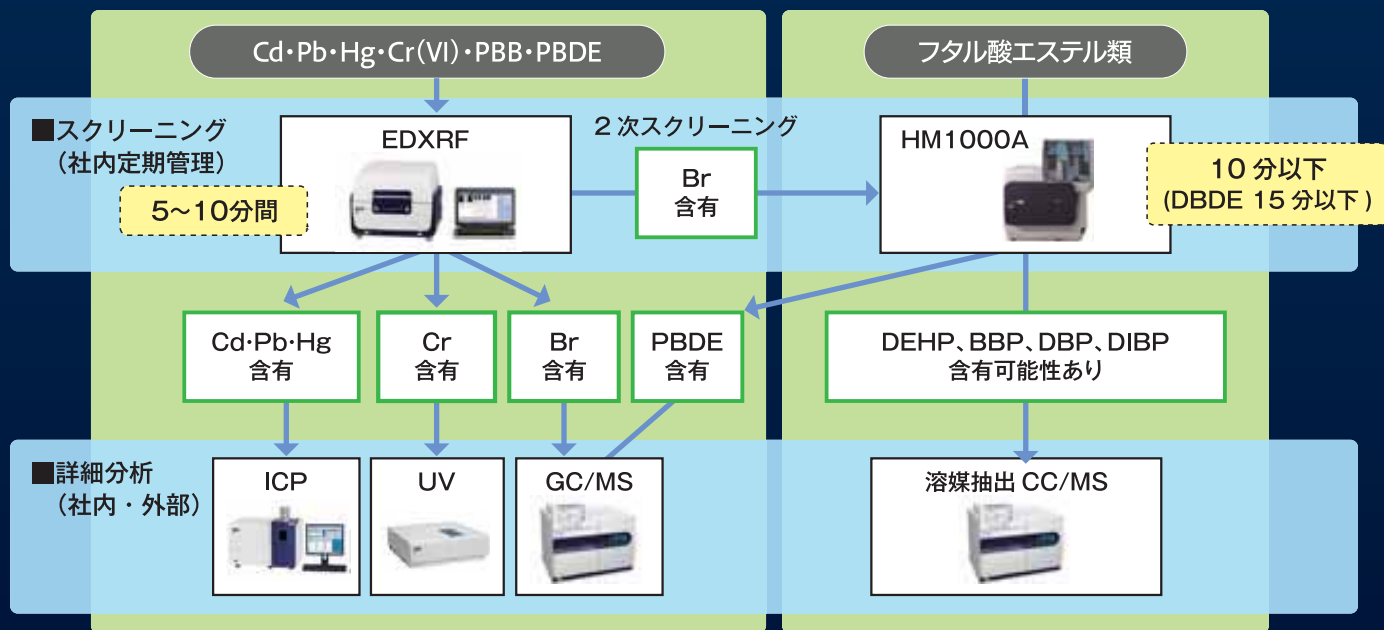 Cd・Pb・Hg・Cr(Ⅵ)・PBB・PBDE
フタル酸エステル類
■スクリーニング
（社内定期管理）
5〜10分間
EDXRF
2次スクリーニング
Br
含有
HM1000A
10分以下
(DBDE 15分以下)
Cd・Pb・Hg
含有
Cr
含有
Br
含有
PBDE
含有
DEHP、BBP、DBP、DIBP
含有可能性あり
■詳細分析
（社内・外部）
ICP
UV
GC/MS
溶媒抽出 CC/MS